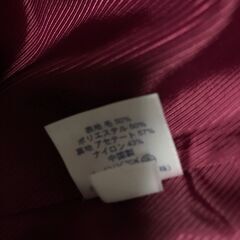 表地 毛 50%
ポリエステル 50%
裏地 アセテート 57%
ナイロン 43%
中国製